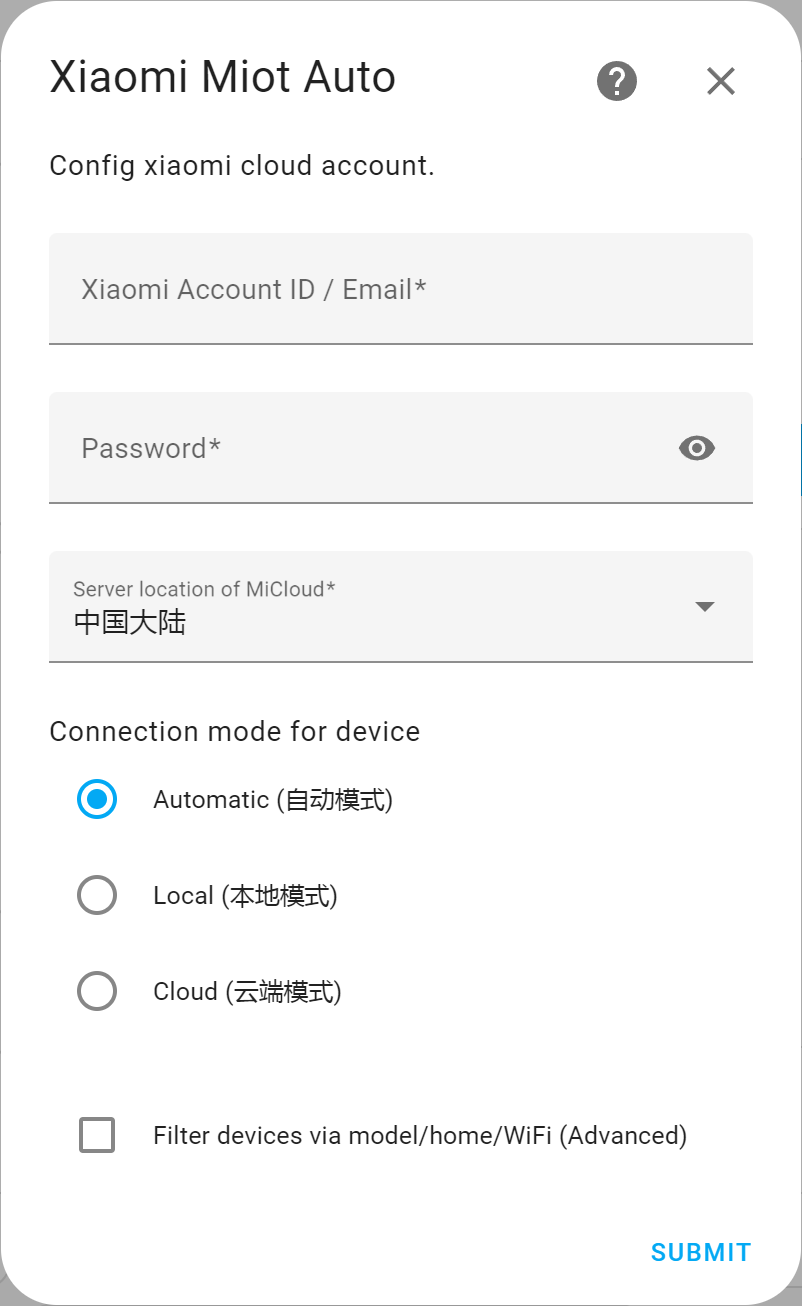 Xiaomi Miot Auto
Config xiaomi cloud account.
Xiaomi Account ID / Email*
Password*
Server location of MiCloud*
中国大陆
Connection mode for device
Automatic (自动模式)
Local (本地模式)
Cloud (云端模式)
Filter devices via model/home/WiFi (Advanced)
SUBMIT